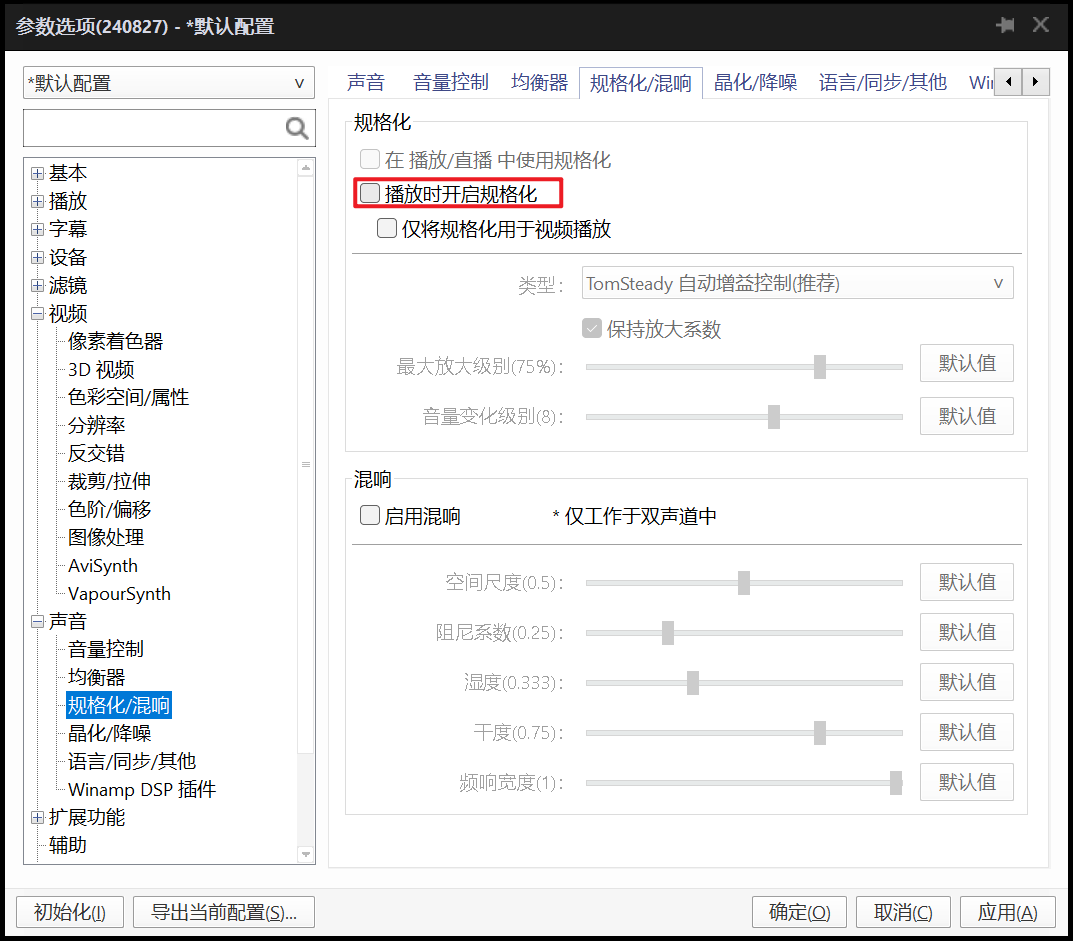 参数选项(240827) - *默认配置
*默认配置
基本
播放
字幕
设备
滤镜
视频
像素着色器
3D 视频
色彩空间/属性
分辨率
反交错
裁剪/拉伸
色阶/偏移
图像处理
AviSynth
VapourSynth
声音
音量控制
均衡器
规格化/混响
晶化/降噪
语言/同步/其他
Winamp DSP 插件
扩展功能
辅助
声音 音量控制 均衡器 规格化/混响 晶化/降噪 语言/同步/其他 Wi
规格化
在 播放/直播 中使用规格化
播放时开启规格化
仅将规格化用于视频播放
类型: TomSteady 自动增益控制(推荐)
保持放大系数
最大放大级别(75%): 默认值
音量变化级别(8): 默认值
混响
启用混响 * 仅工作于双声道中
空间尺度(0.5): 默认值
阻尼系数(0.25): 默认值
湿度(0.333): 默认值
干度(0.75): 默认值
频响宽度(1): 默认值
初始化(I) 导出当前配置(S)... 确定(O) 取消(C) 应用(A)